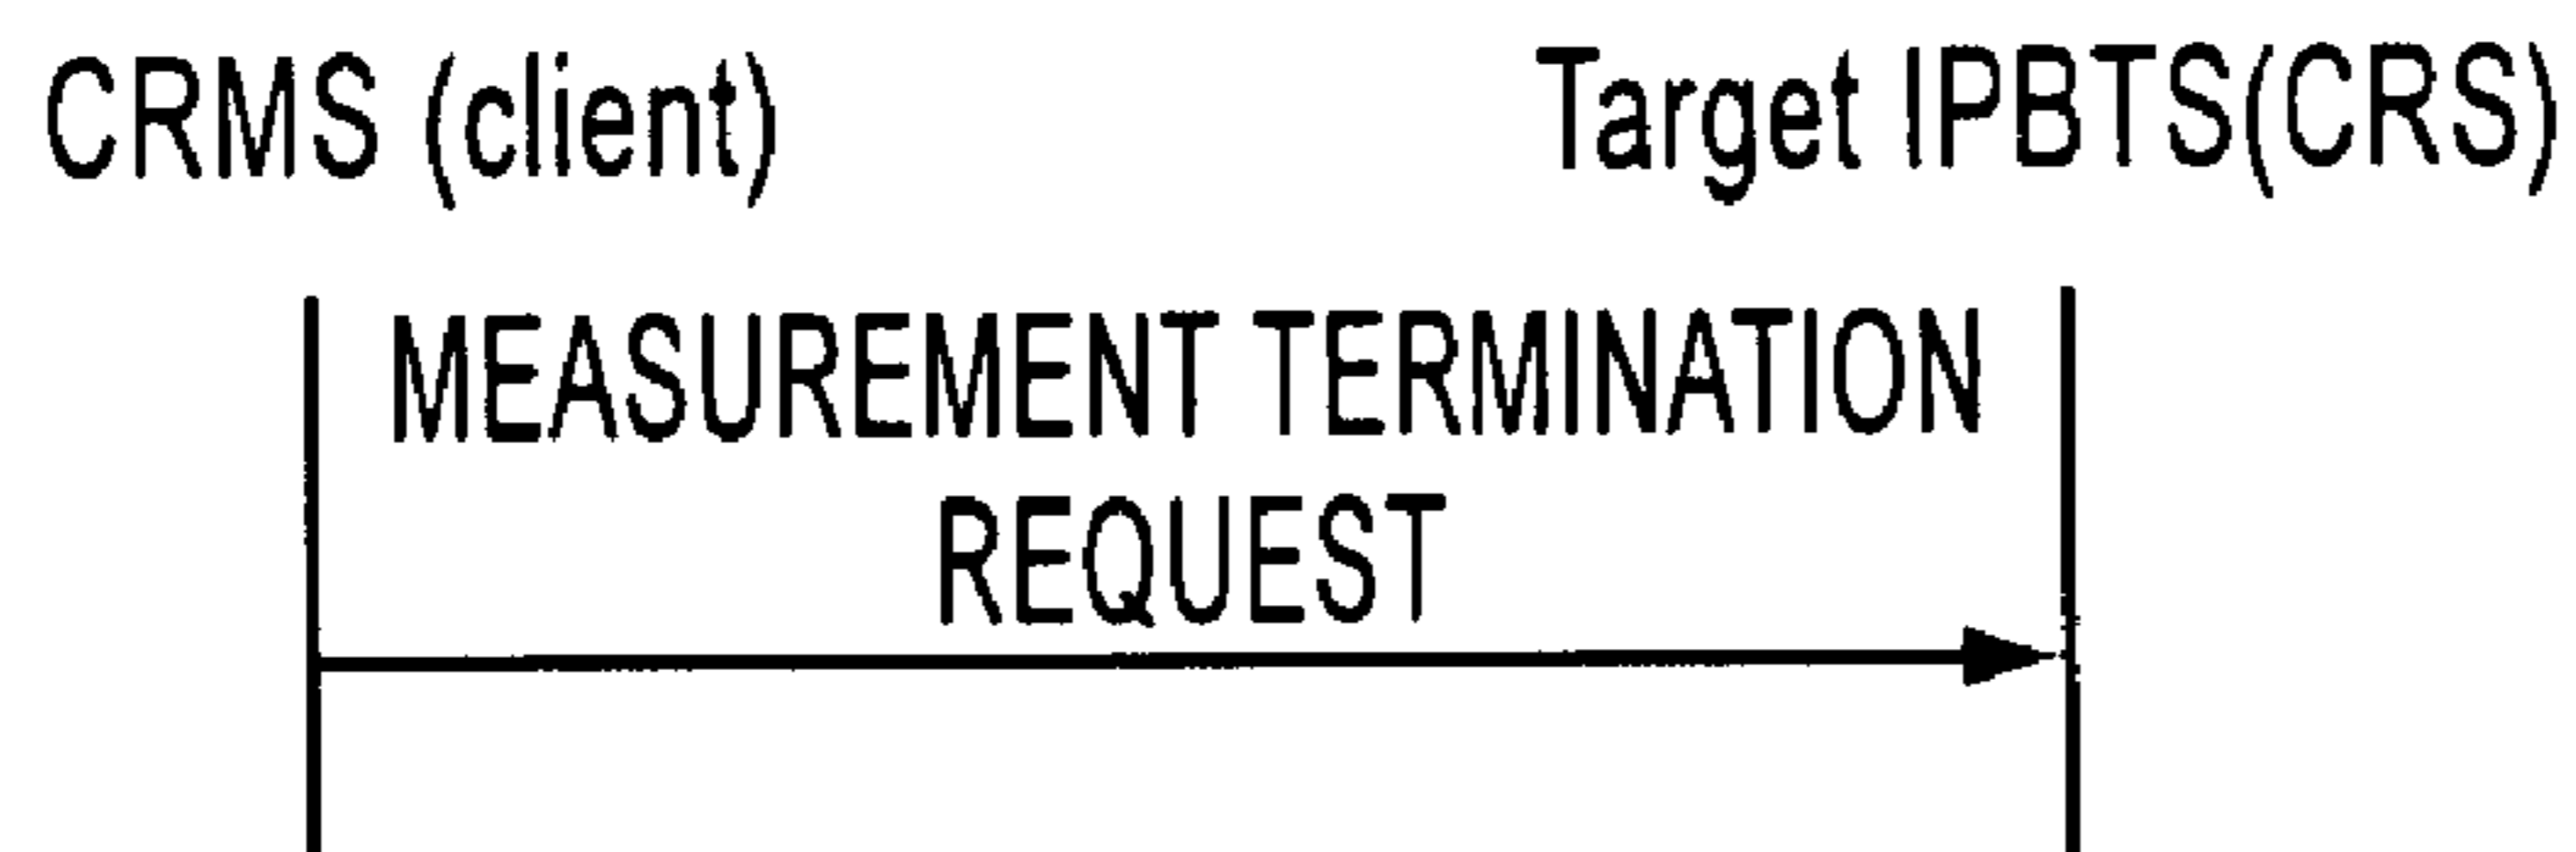 CRMS (client) Target IPBTS(CRS)
MEASUREMENT TERMINATION
REQUEST